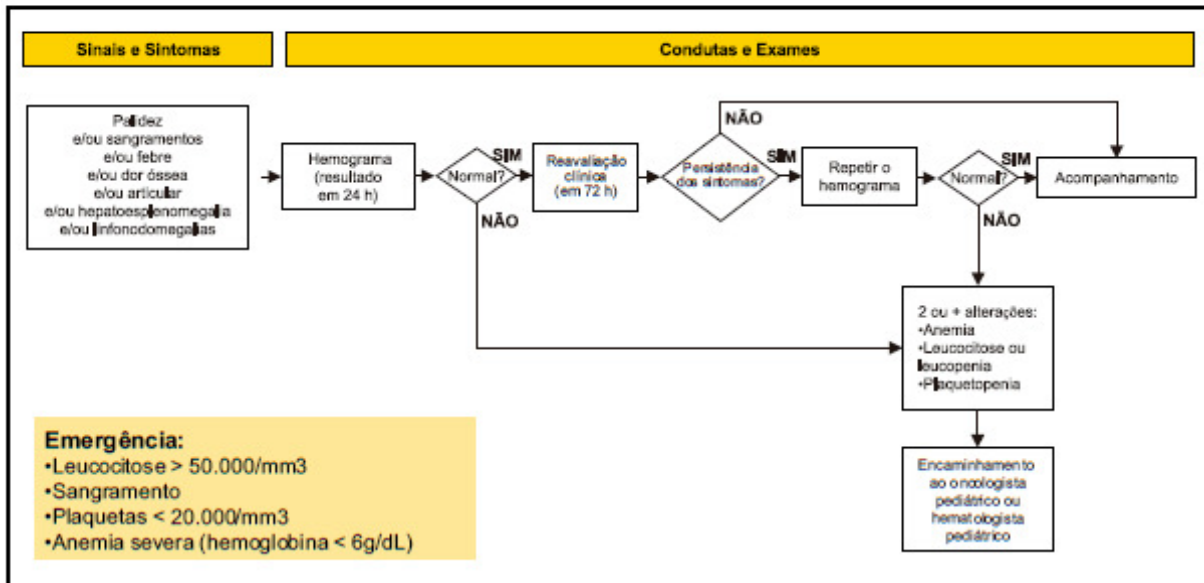 Sinais e Sintomas
Condutas e Exames
Palidez
e/ou sangramentos
e/ou febre
e/ou dor óssea
e/ou articular
e/ou hepatoesplenomegalia
e/ou linfonodomegalias
Hemograma
(resultado
em 24 h)
Normal?
SIM
NÃO
Reavaliação
clínica
(em 72 h)
Persistência
dos sintomas?
NÃO
SIM
Repetir o
hemograma
Normal?
SIM
NÃO
Acompanhamento
2 ou + alterações:
•Anemia
•Leucocitose ou
leucopenia
•Plaquetopenia
Encaminhamento
ao oncologista
pediátrico ou
hematologista
pediátrico
Emergência:
•Leucocitose > 50.000/mm3
•Sangramento
•Plaquetas < 20.000/mm3
•Anemia severa (hemoglobina < 6g/dL)